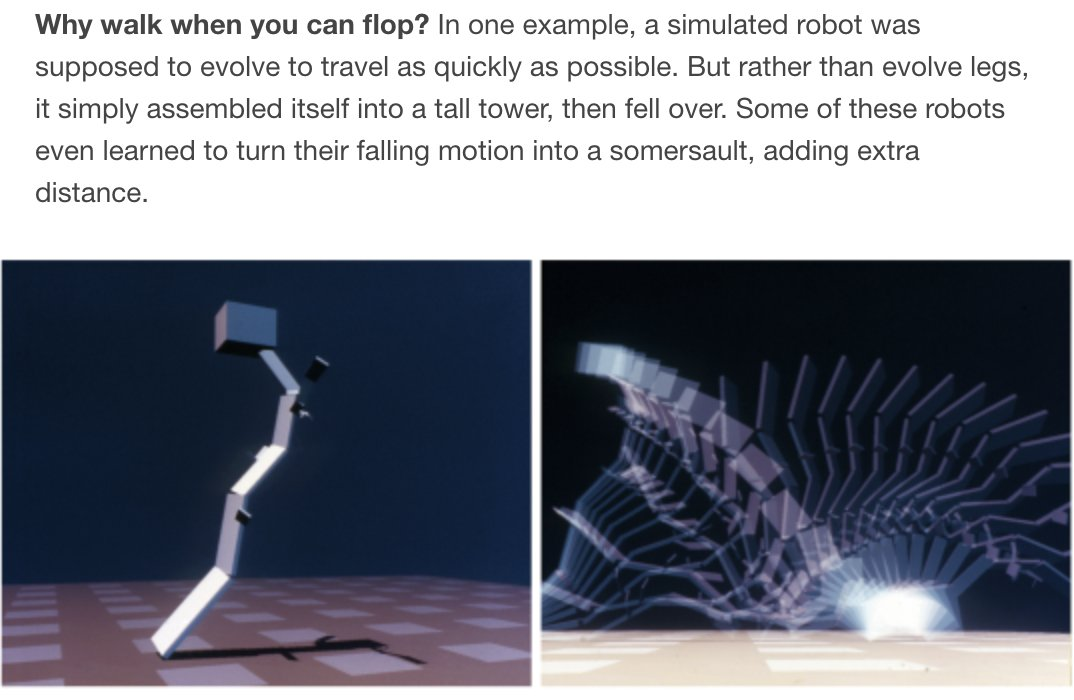 Why walk when you can flop? In one example, a simulated robot was
supposed to evolve to travel as quickly as possible. But rather than evolve legs,
it simply assembled itself into a tall tower, then fell over. Some of these robots
even learned to turn their falling motion into a somersault, adding extra
distance.